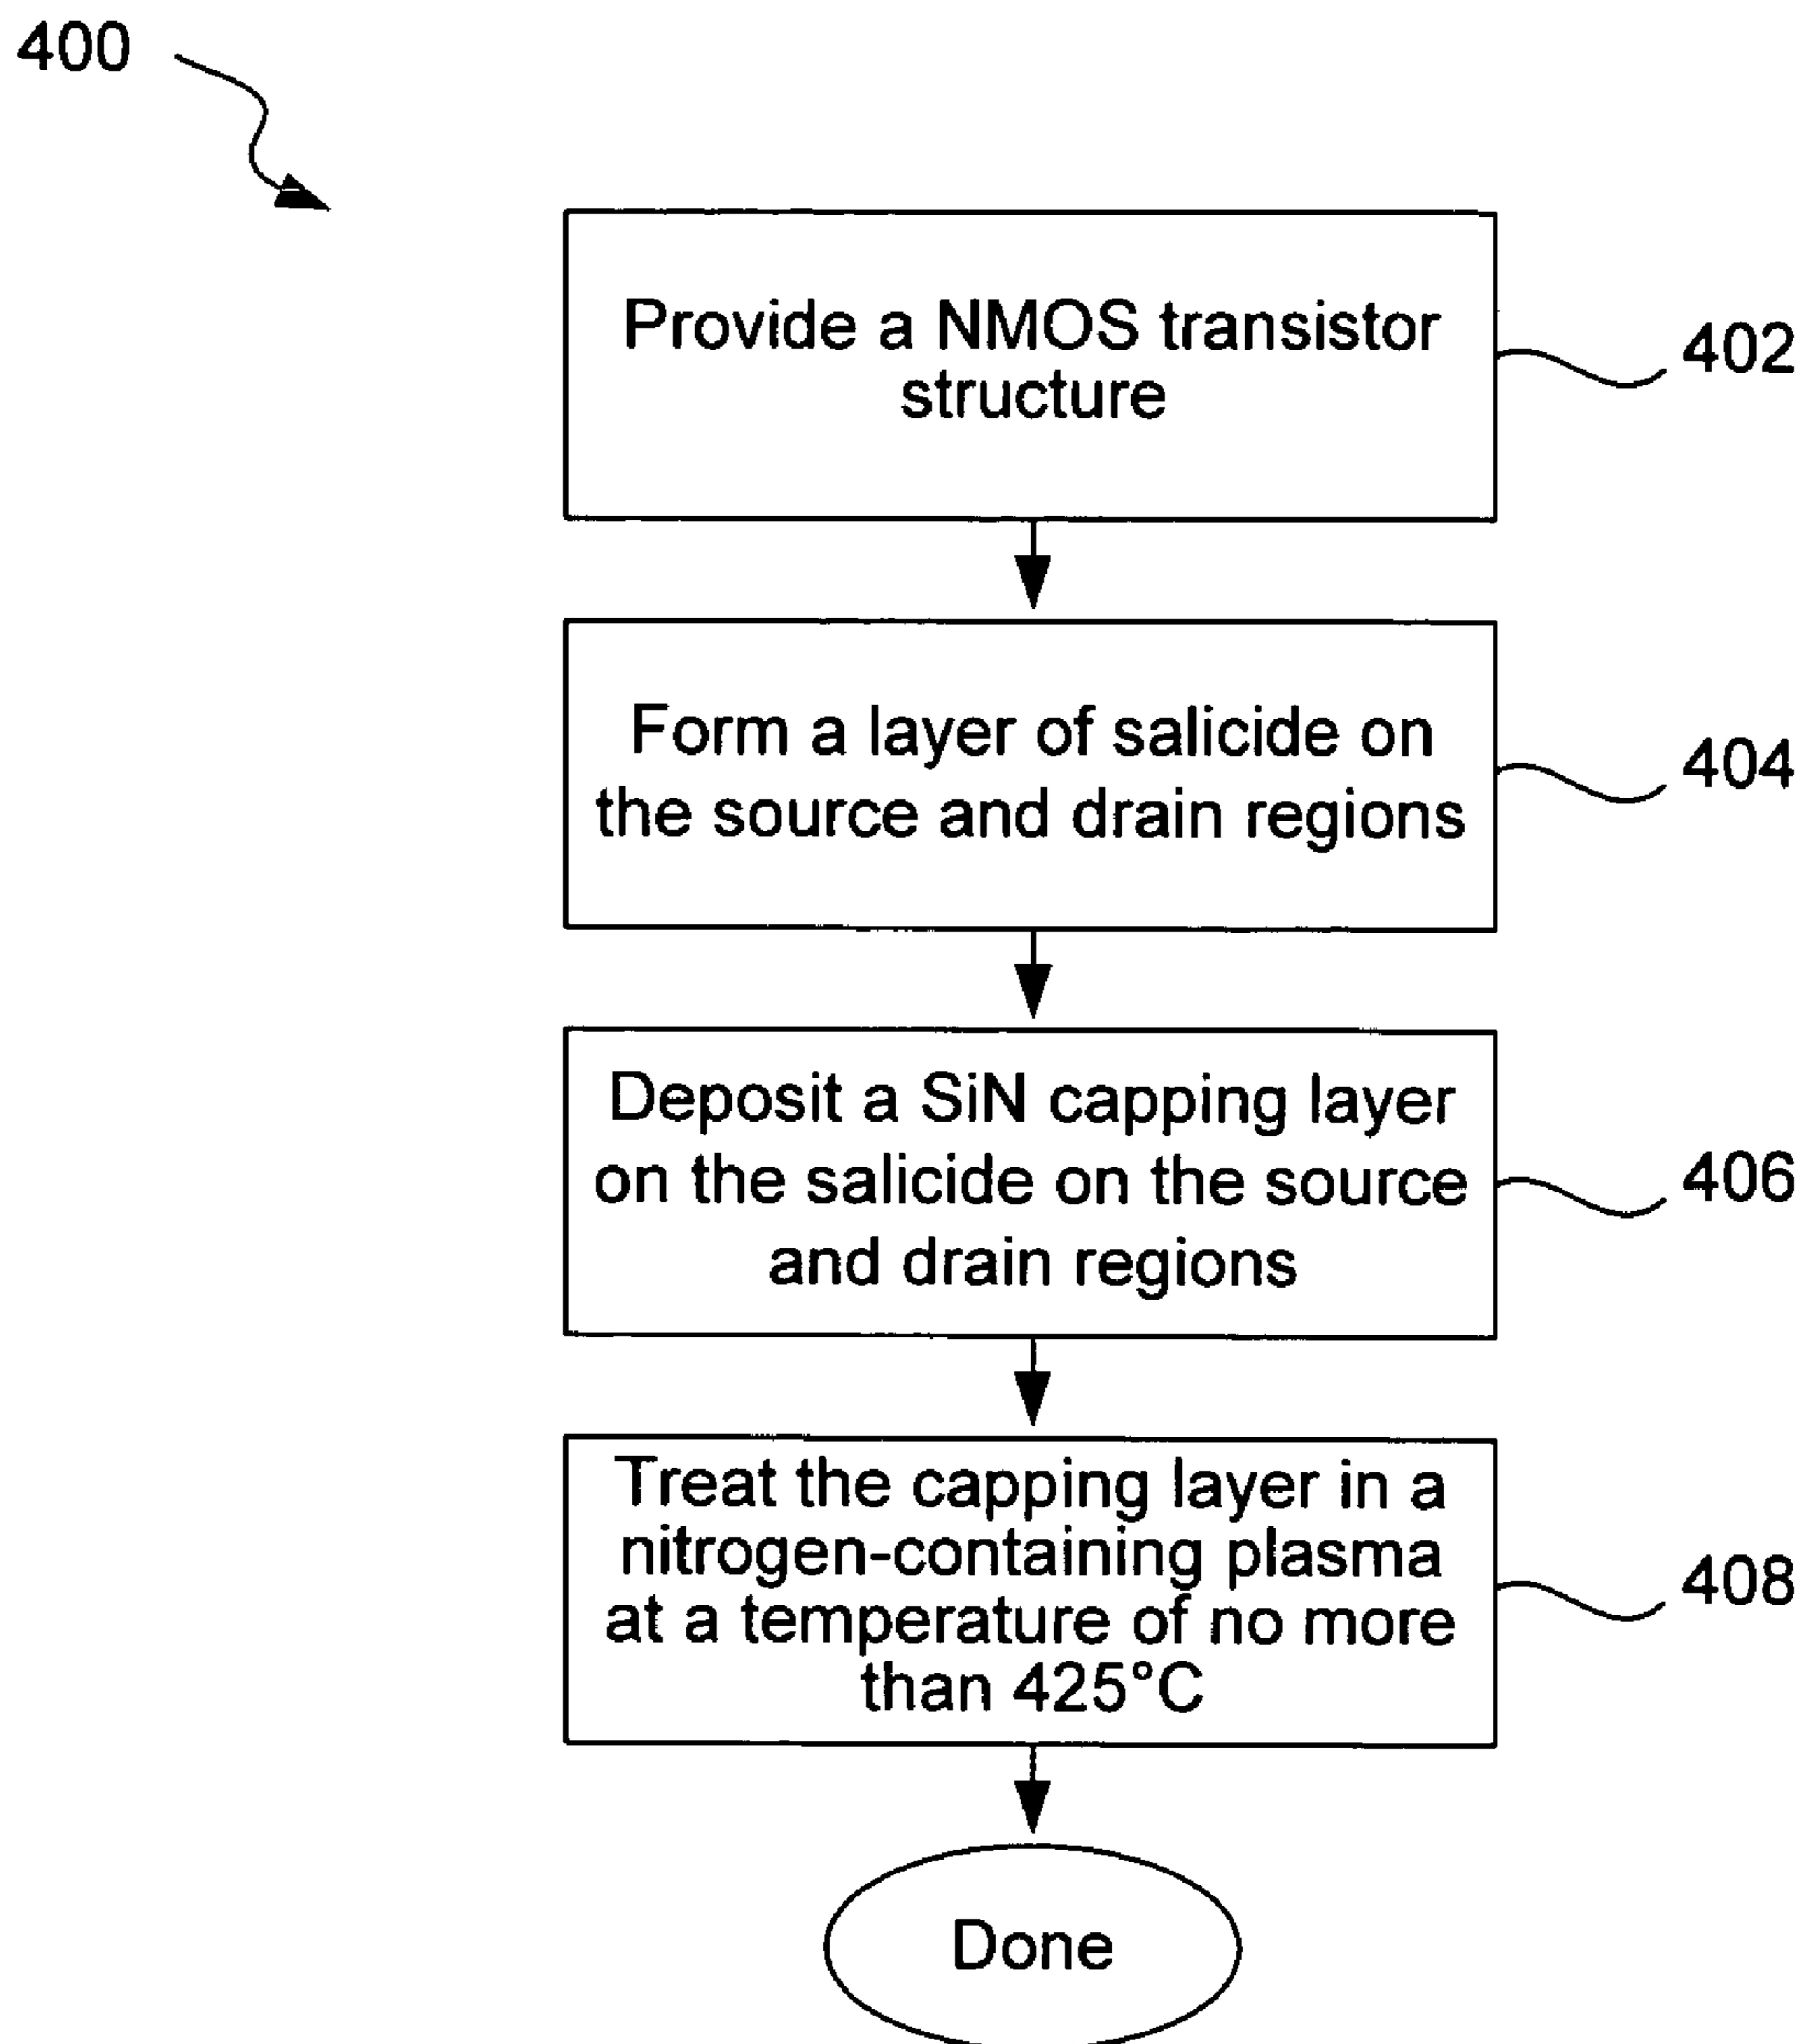 400
Provide a NMOS transistor
structure
402
Form a layer of salicide on
the source and drain regions
404
Deposit a SiN capping layer
on the salicide on the source
and drain regions
406
Treat the capping layer in a
nitrogen-containing plasma
at a temperature of no more
than 425°C
408
Done